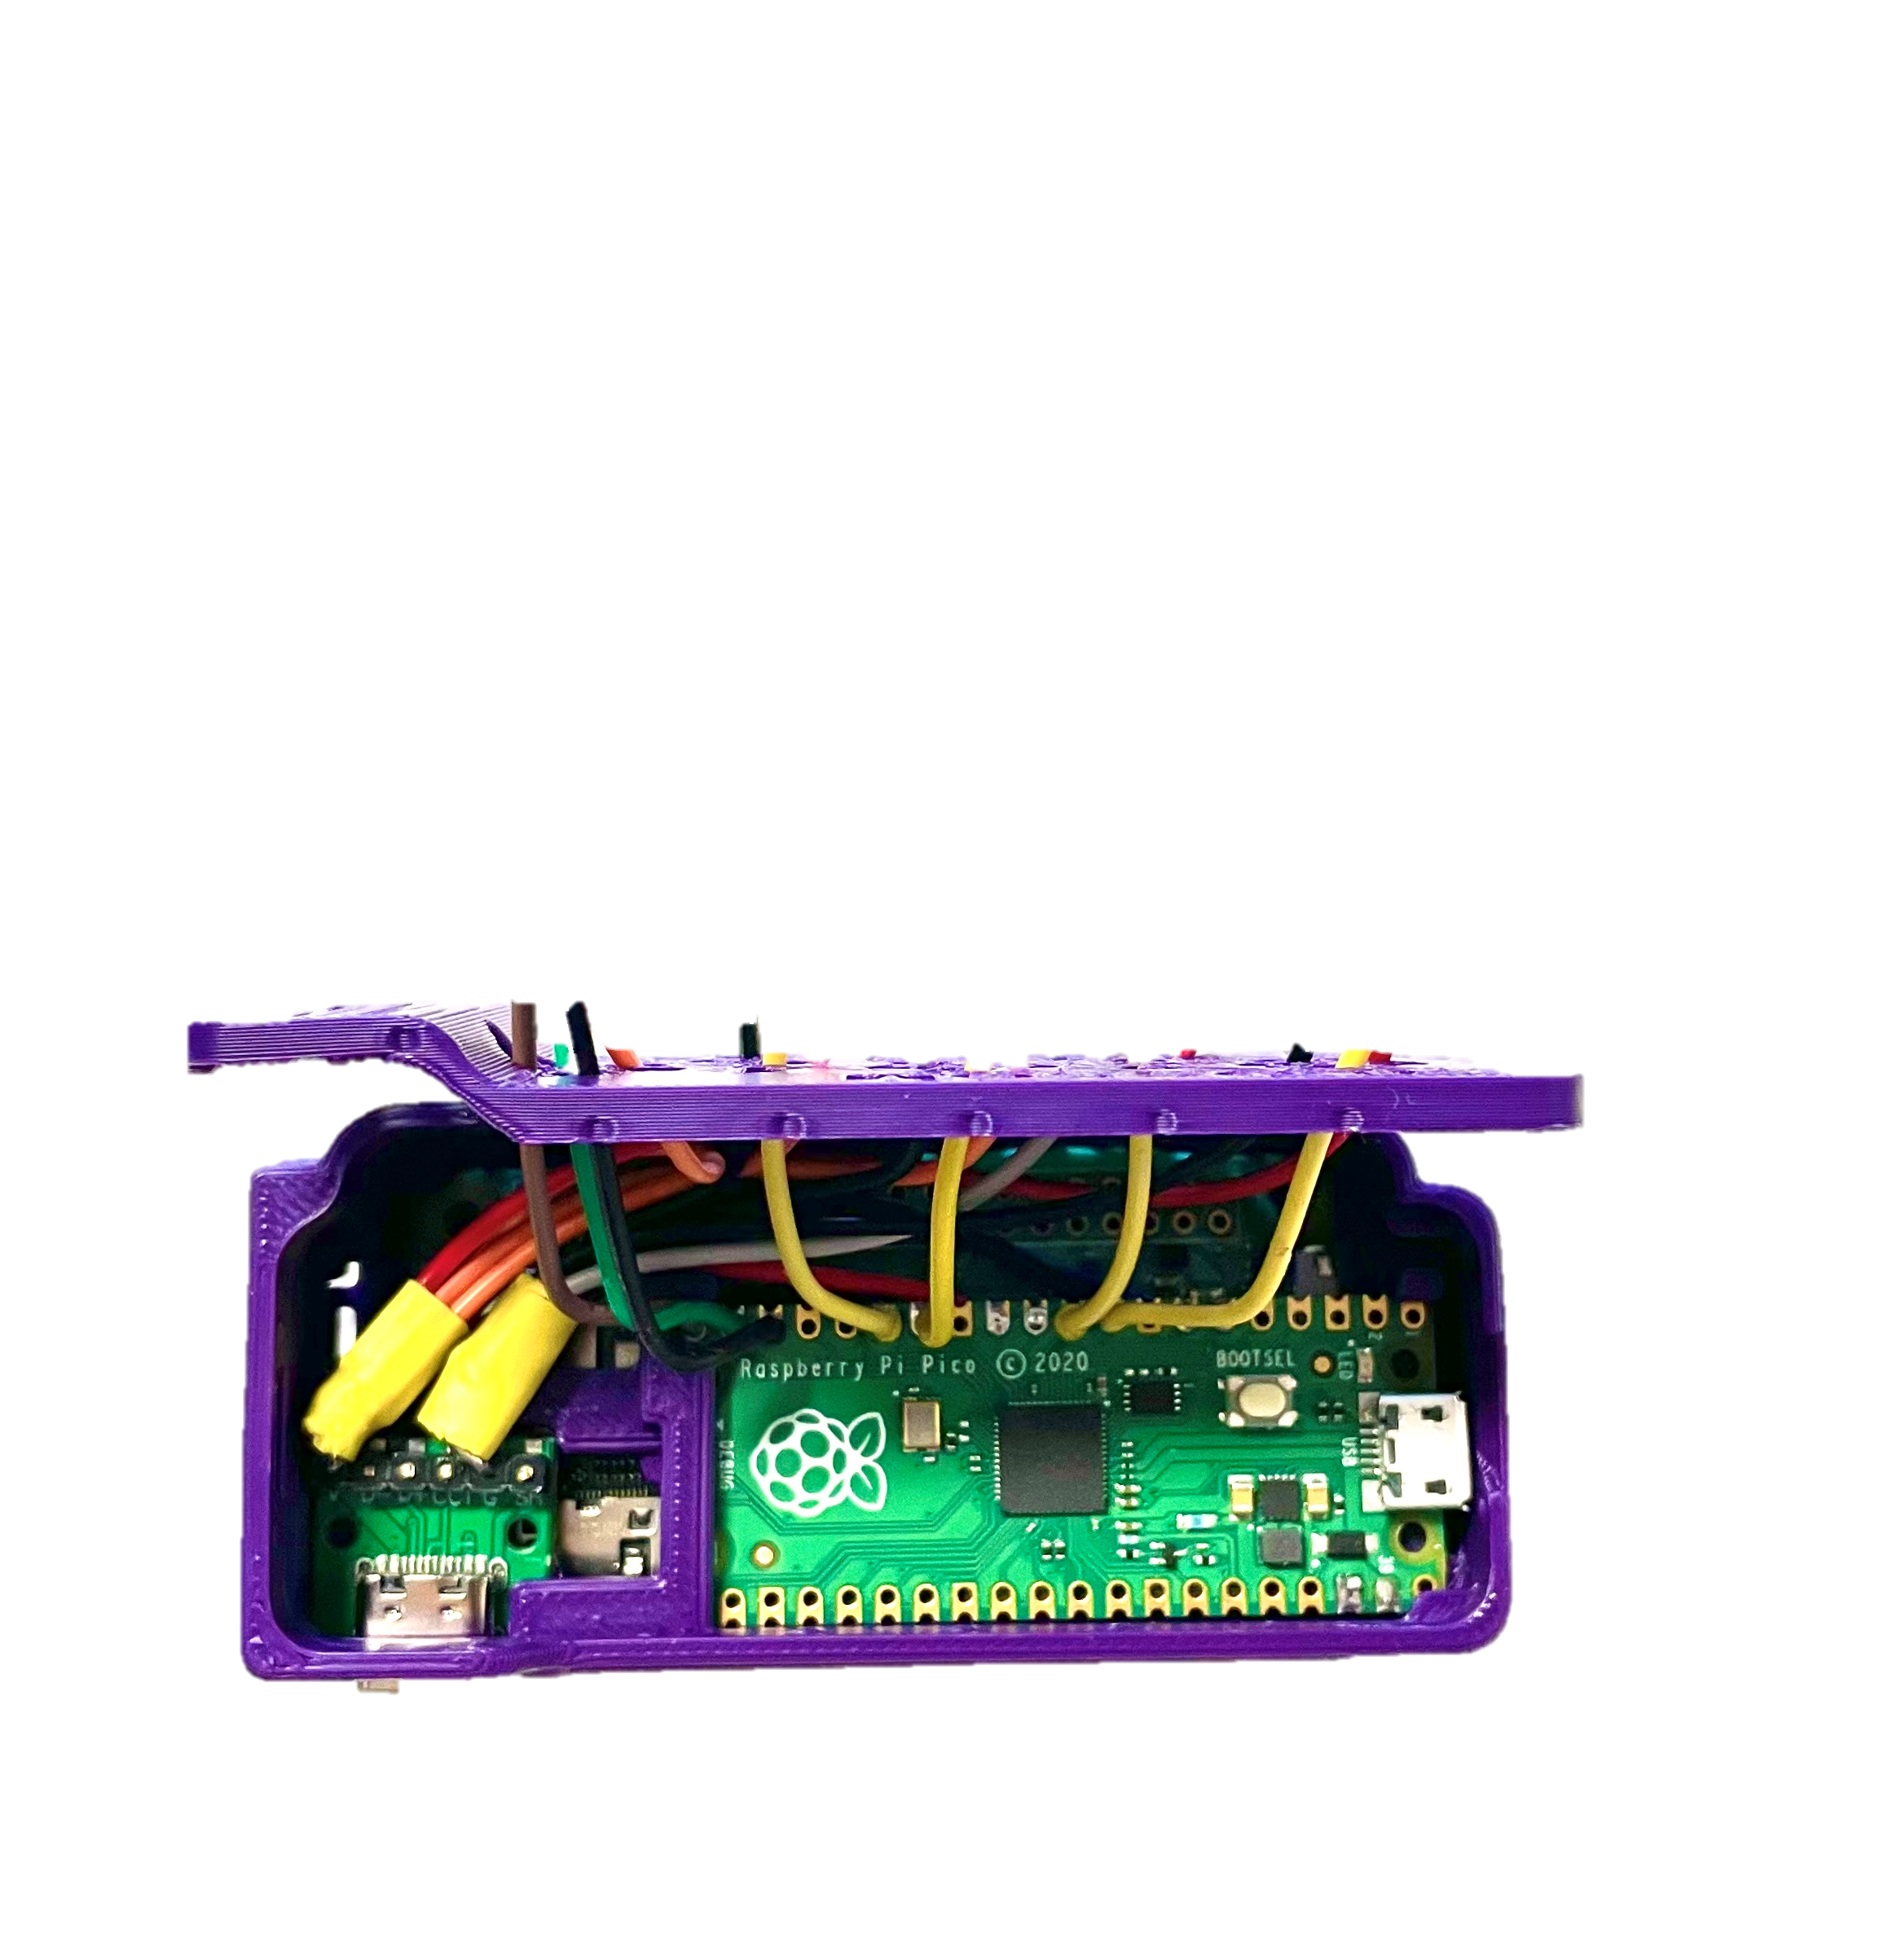 Raspberry Pi Pico © 2020
BOOTSEL
LED
USB
DEBUG